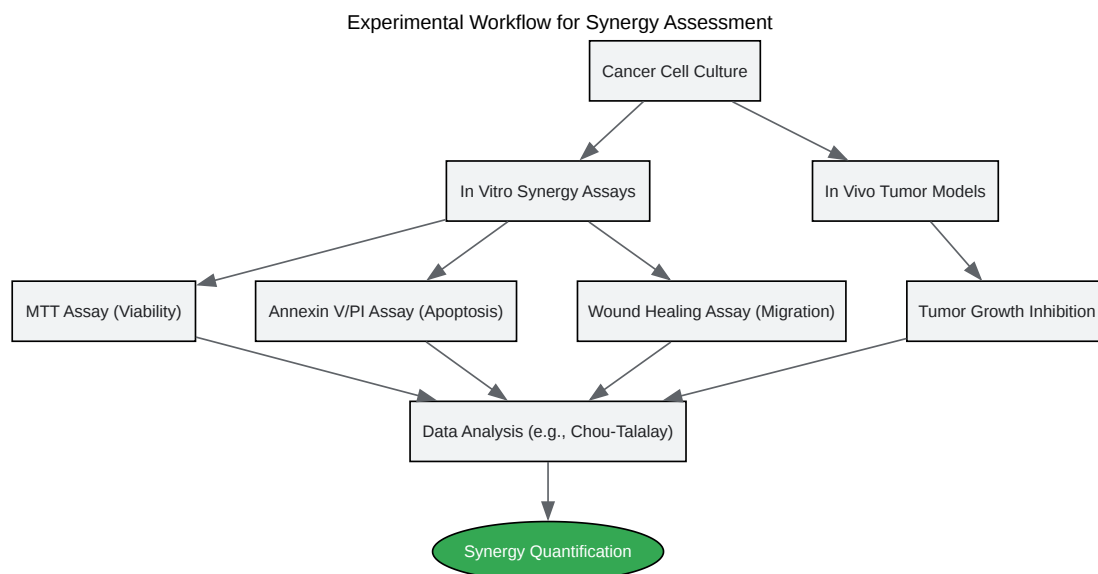 Experimental Workflow for Synergy Assessment
Cancer Cell Culture
In Vitro Synergy Assays
In Vivo Tumor Models
MTT Assay (Viability)
Annexin V/PI Assay (Apoptosis)
Wound Healing Assay (Migration)
Tumor Growth Inhibition
Data Analysis (e.g., Chou-Talalay)
Synergy Quantification